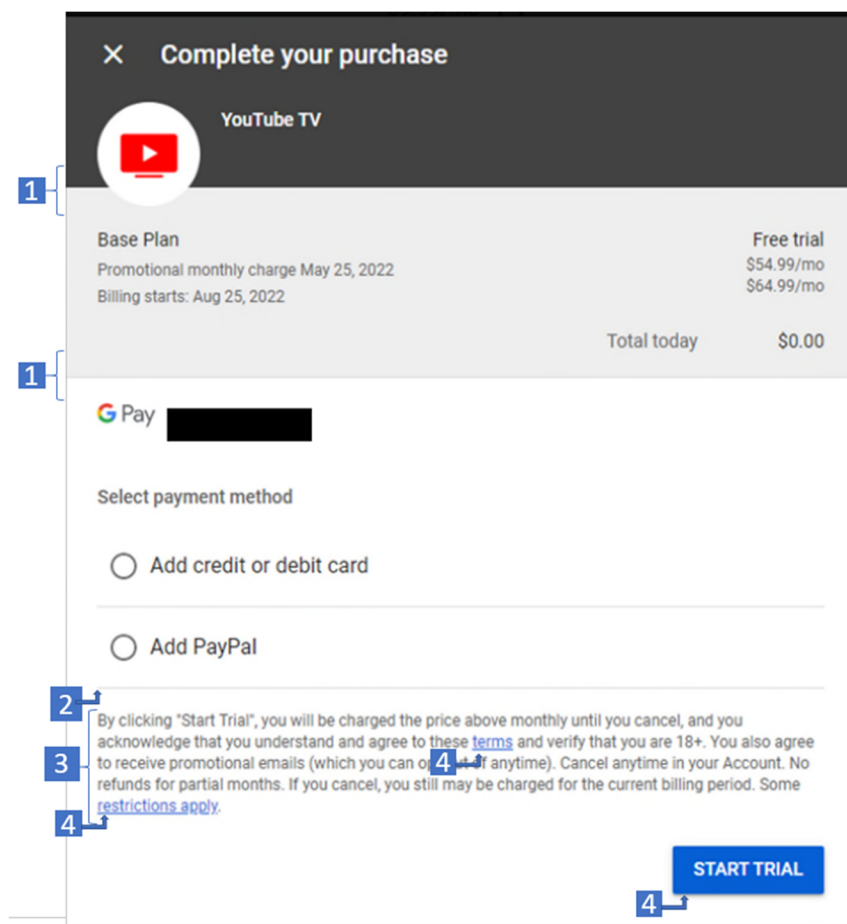 Complete your purchase
YouTube TV
1
Base Plan Free trial
Promotional monthly charge May 25, 2022 $54.99/mo
Billing starts: Aug 25, 2022 $64.99/mo
Total today $0.00
1
G Pay
Select payment method
Add credit or debit card
Add PayPal
2
By clicking "Start Trial", you will be charged the price above monthly until you cancel, and you
acknowledge that you understand and agree to these terms and verify that you are 18+. You also agree
3
to receive promotional emails (which you can 4 anytime). Cancel anytime in your Account. No
refunds for partial months. If you cancel, you still may be charged for the current billing period. Some
restrictions apply.
4
START TRIAL
4